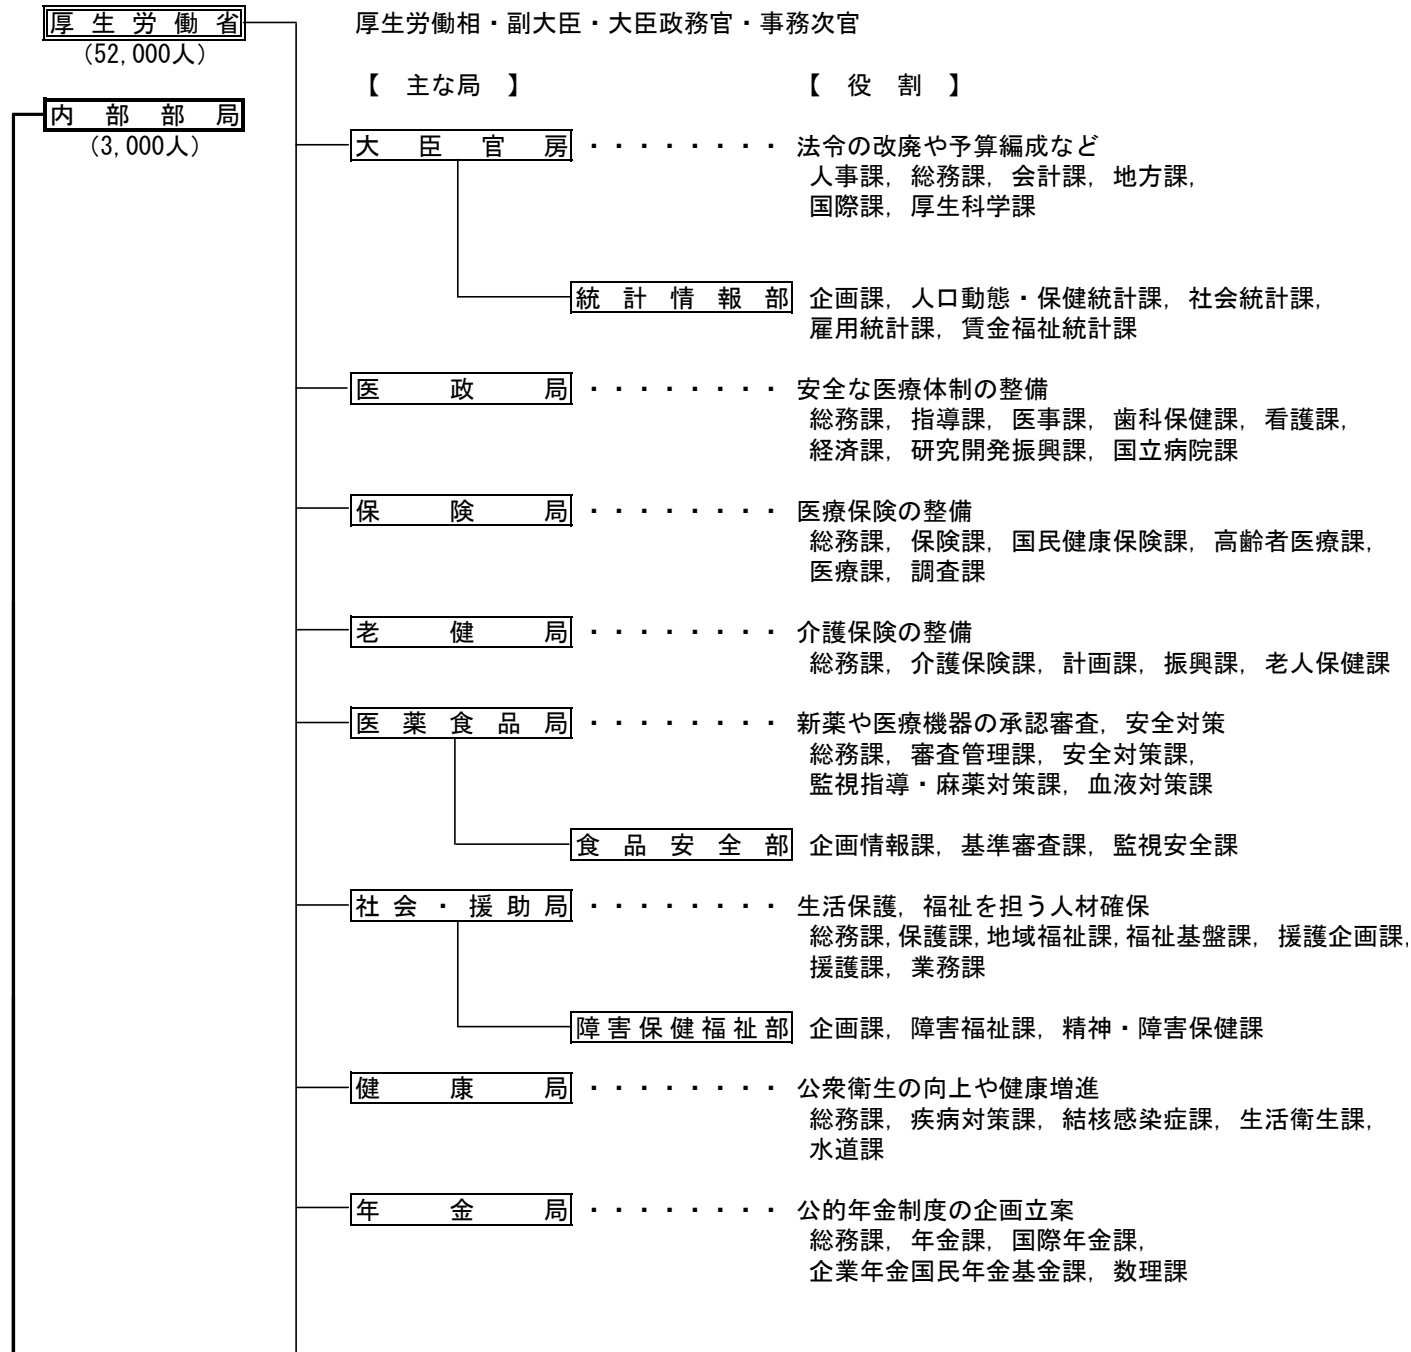 厚生労働省 厚生労働相・副大臣・大臣政務官・事務次官
(52,000人)
【 主な局 】 【 役 割 】
内部部局
(3,000人)
大臣官房 ・・・・・・・・ 法令の改廃や予算編成など
人事課, 総務課, 会計課, 地方課,
国際課, 厚生科学課
統計情報部 企画課, 人口動態・保健統計課, 社会統計課,
雇用統計課, 賃金福祉統計課
医政局 ・・・・・・・・ 安全な医療体制の整備
総務課, 指導課, 医事課, 歯科保健課, 看護課,
経済課, 研究開発振興課, 国立病院課
保険局 ・・・・・・・・ 医療保険の整備
総務課, 保険課, 国民健康保険課, 高齢者医療課,
医療課, 調査課
老健局 ・・・・・・・・ 介護保険の整備
総務課, 介護保険課, 計画課, 振興課, 老人保健課
医薬食品局 ・・・・・・・・ 新薬や医療機器の承認審査, 安全対策
総務課, 審査管理課, 安全対策課,
監視指導・麻薬対策課, 血液対策課
食品安全部 企画情報課, 基準審査課, 監視安全課
社会・援助局 ・・・・・・・・ 生活保護, 福祉を担う人材確保
総務課, 保護課, 地域福祉課, 福祉基盤課, 援護企画課,
援護課, 業務課
障害保健福祉部 企画課, 障害福祉課, 精神・障害保健課
健康局 ・・・・・・・・ 公衆衛生の向上や健康増進
総務課, 疾病対策課, 結核感染症課, 生活衛生課,
水道課
年金局 ・・・・・・・・ 公的年金制度の企画立案
総務課, 年金課, 国際年金課,
企業年金国民年金基金課, 数理課